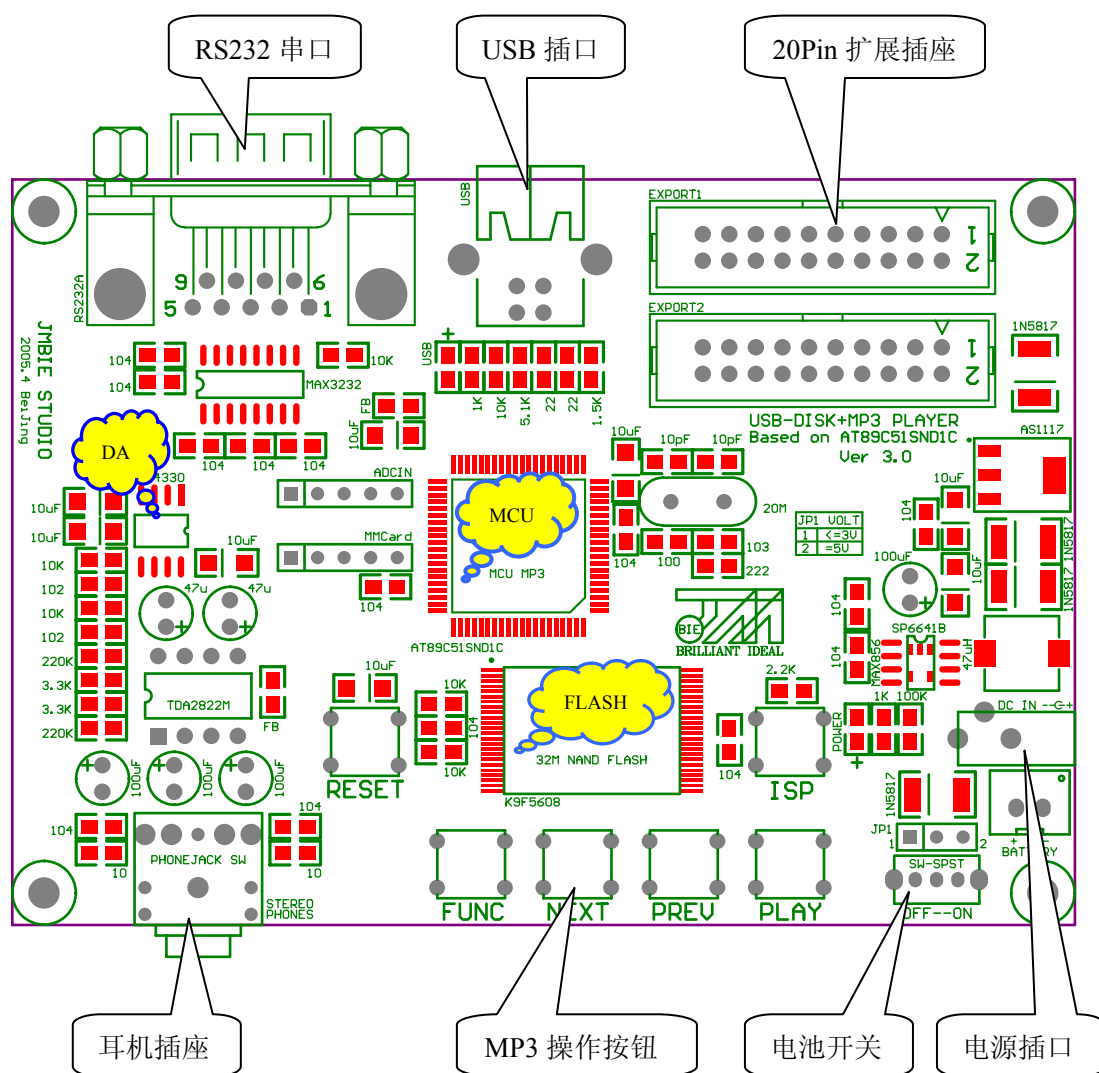 RS232 串口
USB 插口
20Pin 扩展插座
USB
EXPORT1
1
2
RS232A
9
6
5
1
EXPORT2
1
2
1N5817
JMBIE STUDIO
2005.4 BeiJing
104
104
10K
MAX3232
+
USB
1K
10K
5.1K
22
22
1.5K
FB
10uF
USB-DISK+MP3 PLAYER
Based on AT89C51SND1C
Ver 3.0
AS1117
DA
104
104
104
4330
ADCIN
10uF
10pF
10pF
10uF
10uF
MCU
MCU MP3
20M
JP1 VOLT
1 <=3V
2 =5V
104
1N5817
10uF
10uF
MMCard
104
100
103
222
100uF
10uF
1N5817
10K
102
10K
102
220K
3.3K
3.3K
220K
47u
47u
+
+
104
AT89C51SND1C
BIE
BRILLIANT IDEAL
104
104
+
SP6641B
MAX856
47uH
TDA2822M
FB
10uF
10K
104
10K
FLASH
32M NAND FLASH
K9F5608
2.2K
1K
100K
POWER
+
DC IN --C+
104
RESET
ISP
+
100uF
+
100uF
+
100uF
1N5817
JP1
1
2
+
-
BATTERY
104
104
10
10
PHONEJACK SW
STEREO
PHONES
FUNC
NEXT
PREV
PLAY
SW-SPST
OFF--ON
耳机插座
MP3 操作按钮
电池开关
电源插口